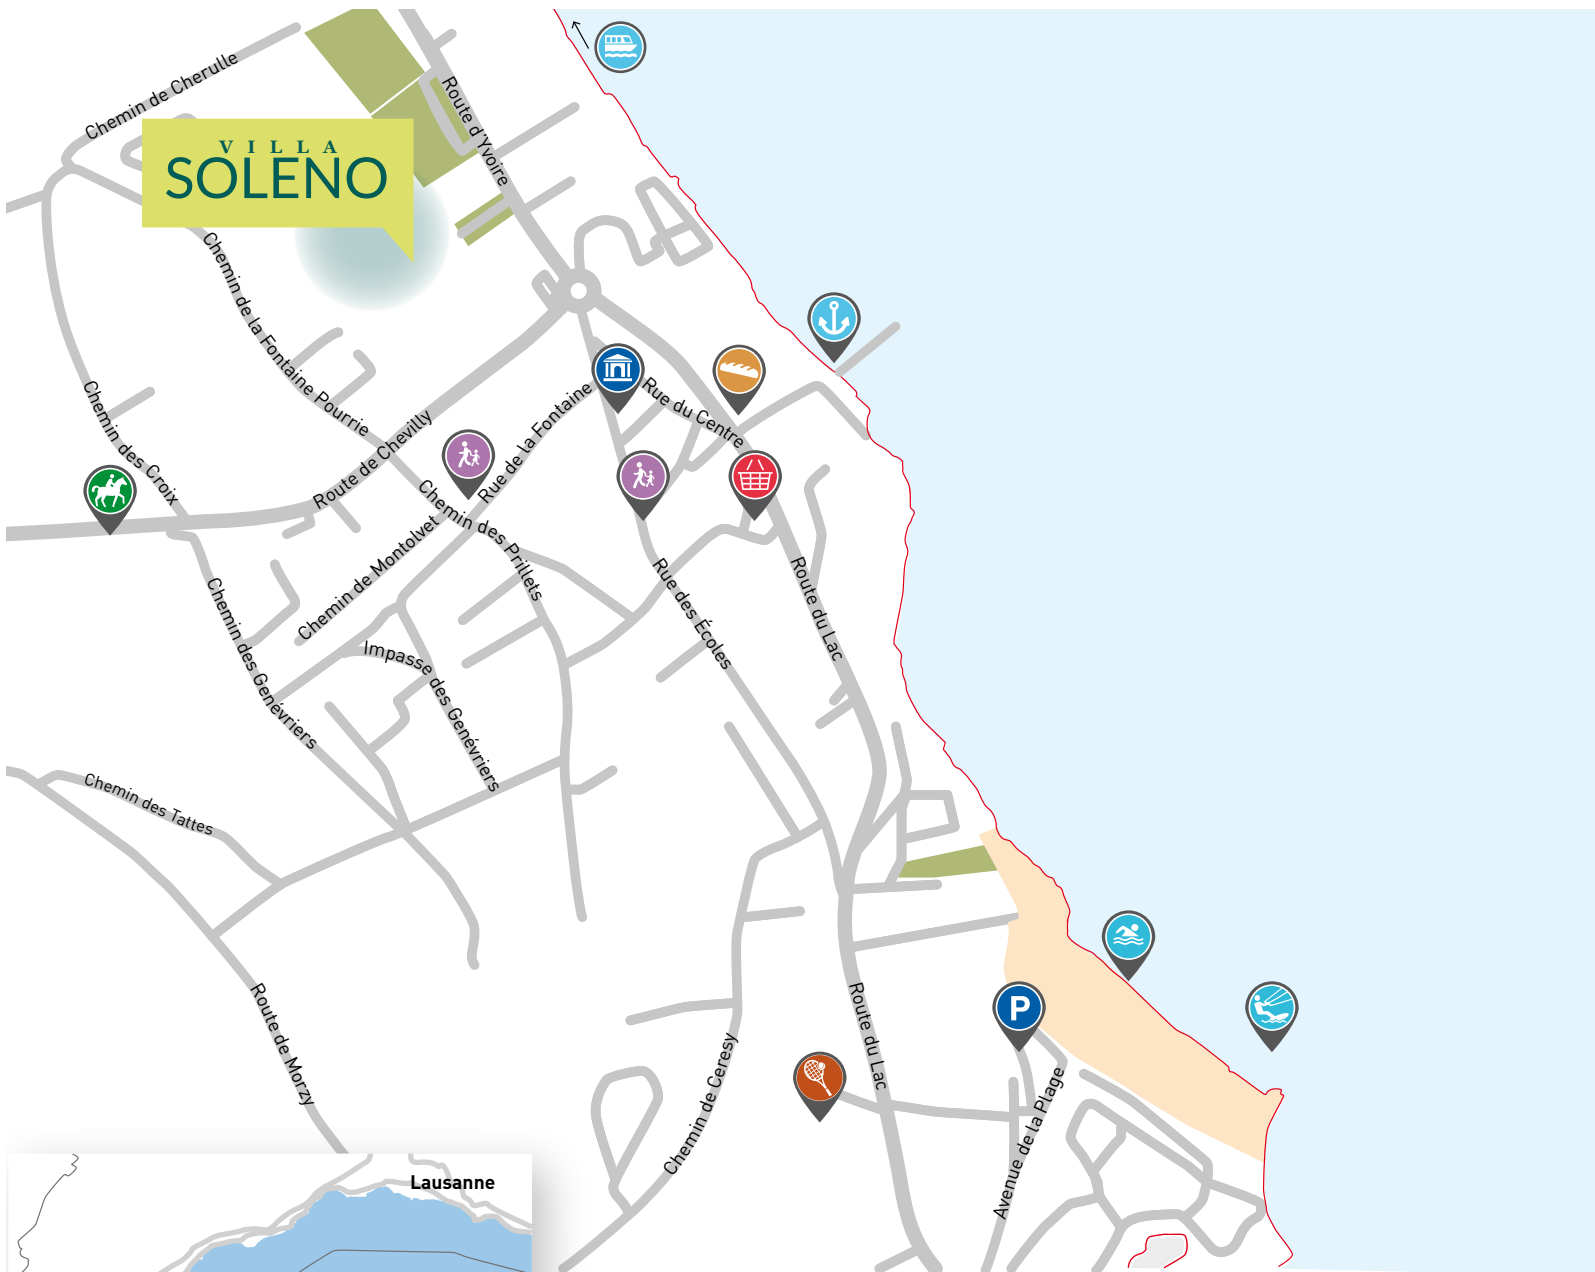 Chemin de Cherulle
Route d'Yvoire
VILLA
SOLENO
Chemin de la Fontaine Pourrie
Chemin des Croix
Route de Chevilly
Rue de la Fontaine
Rue du Centre
Chemin de Montolvet
Chemin des Prillets
Rue des Écoles
Route du Lac
Chemin des Genévriers
Impasse des Genévriers
Chemin des Tattes
Route de Morzy
Chemin de Ceresy
Route du Lac
P
Avenue de la Plage
Lausanne